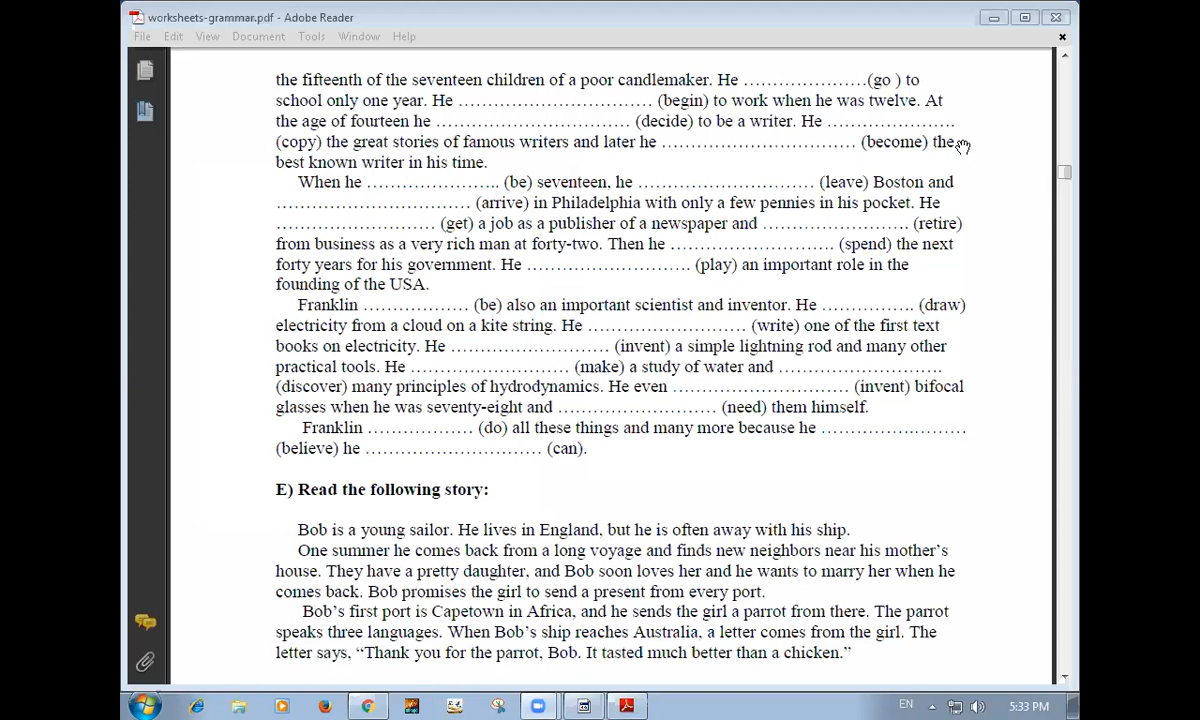 worksheets-grammar.pdf - Adobe Reader
File Edit View Document Tools Window Help
the fifteenth of the seventeen children of a poor candlemaker. He …………………(go ) to
school only one year. He …………………………… (begin) to work when he was twelve. At
the age of fourteen he …………………………… (decide) to be a writer. He ………………….
(copy) the great stories of famous writers and later he …………………………… (become) the
best known writer in his time.
When he ………………….. (be) seventeen, he ………………………… (leave) Boston and
…………………………… (arrive) in Philadelphia with only a few pennies in his pocket. He
……………………… (get) a job as a publisher of a newspaper and ……………………. (retire)
from business as a very rich man at forty-two. Then he ………………………. (spend) the next
forty years for his government. He ………………………. (play) an important role in the
founding of the USA.
Franklin ……………… (be) also an important scientist and inventor. He ……………. (draw)
electricity from a cloud on a kite string. He ……………………… (write) one of the first text
books on electricity. He ……………………… (invent) a simple lightning rod and many other
practical tools. He ……………………… (make) a study of water and ……………………….
(discover) many principles of hydrodynamics. He even ………………………… (invent) bifocal
glasses when he was seventy-eight and ……………………… (need) them himself.
Franklin ……………… (do) all these things and many more because he …………….………
(believe) he ………………………… (can).
E) Read the following story:
Bob is a young sailor. He lives in England, but he is often away with his ship.
One summer he comes back from a long voyage and finds new neighbors near his mother’s
house. They have a pretty daughter, and Bob soon loves her and he wants to marry her when he
comes back. Bob promises the girl to send a present from every port.
Bob’s first port is Capetown in Africa, and he sends the girl a parrot from there. The parrot
speaks three languages. When Bob’s ship reaches Australia, a letter comes from the girl. The
letter says, “Thank you for the parrot, Bob. It tasted much better than a chicken.”
EN 5:33 PM